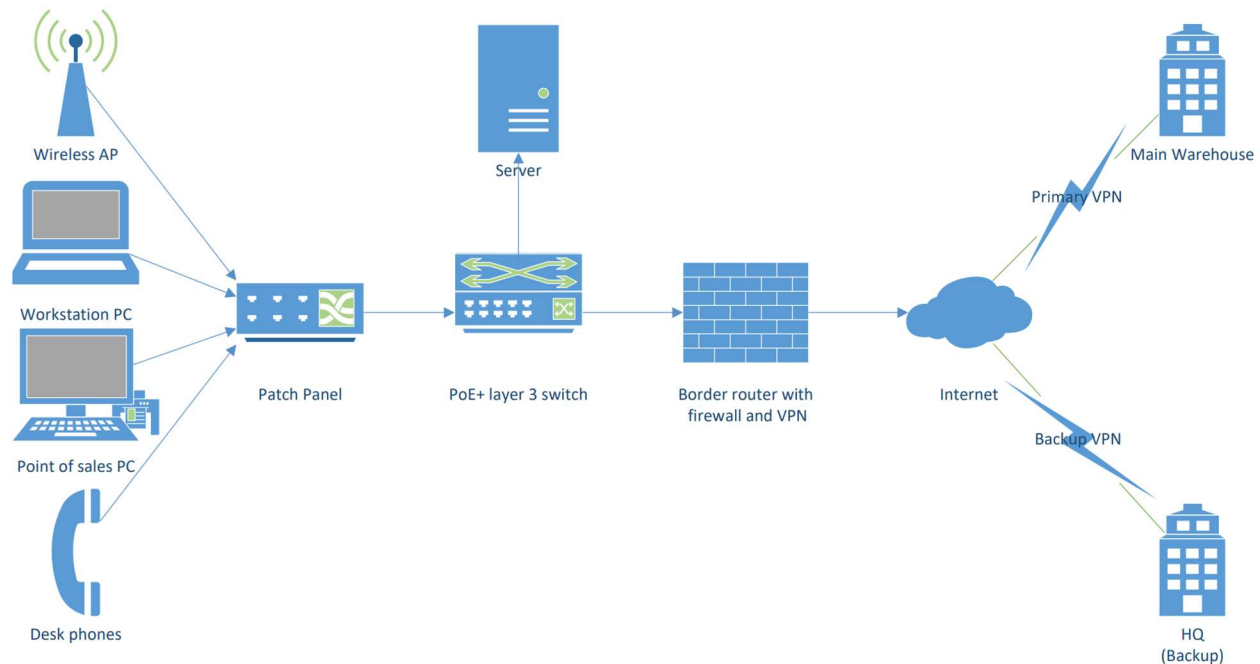 Wireless AP
Workstation PC
Point of sales PC
Desk phones
Patch Panel
Server
PoE+ layer 3 switch
Border router with
firewall and VPN
Internet
Primary VPN
Main Warehouse
Backup VPN
HQ
(Backup)